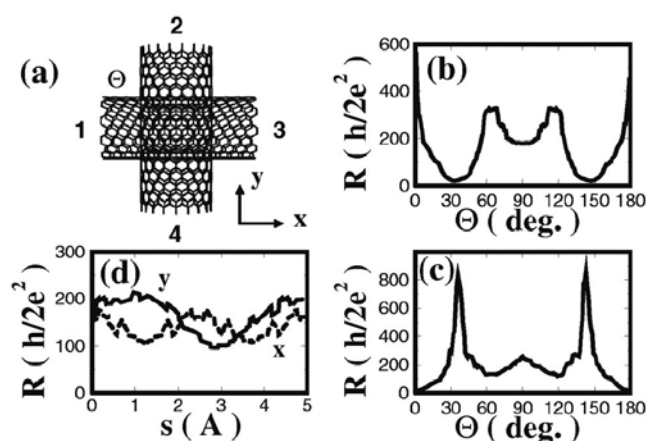 (a)
2
Θ
1
3
y
x
4
(b)
R ( h/2e² )
600
400
200
0
0 30 60 90 120 150 180
Θ ( deg. )
(d)
R ( h/2e² )
300
200
100
0
y
x
0 1 2 3 4 5
s ( A )
(c)
R ( h/2e² )
800
600
400
200
0
0 30 60 90 120 150 180
Θ ( deg. )